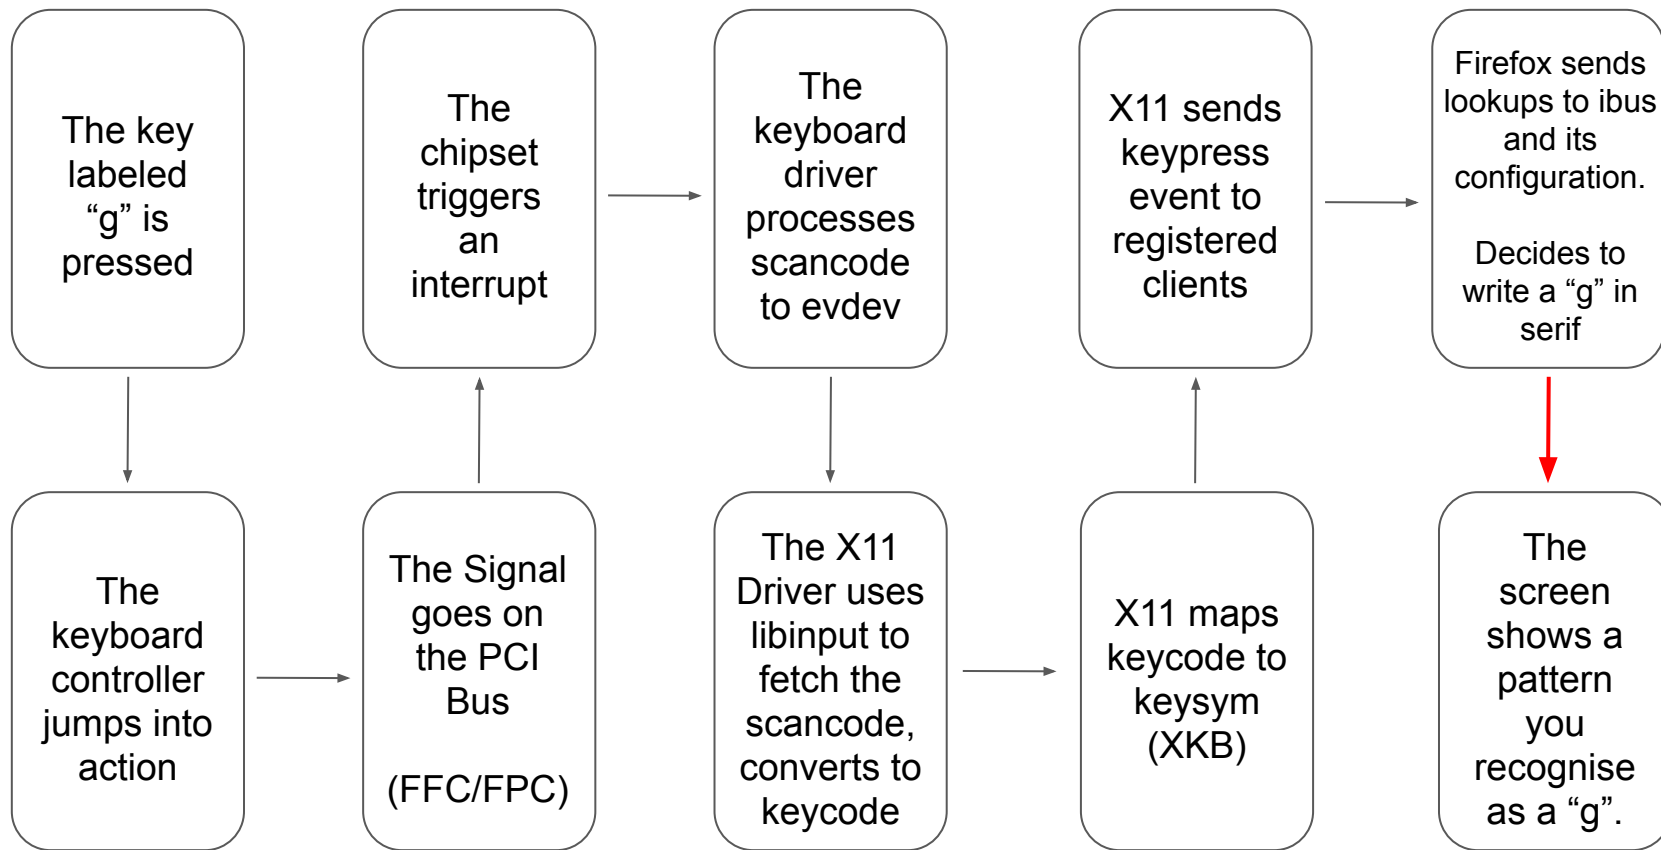 The key
labeled
“g” is
pressed
The
keyboard
controller
jumps into
action
The Signal
goes on
the PCI
Bus
(FFC/FPC)
The
chipset
triggers
an
interrupt
The
keyboard
driver
processes
scancode
to evdev
The X11
Driver uses
libinput to
fetch the
scancode,
converts to
keycode
X11 maps
keycode to
keysym
(XKB)
X11 sends
keypress
event to
registered
clients
Firefox sends
lookups to ibus
and its
configuration.
Decides to
write a “g” in
serif
The
screen
shows a
pattern
you
recognise
as a “g”.